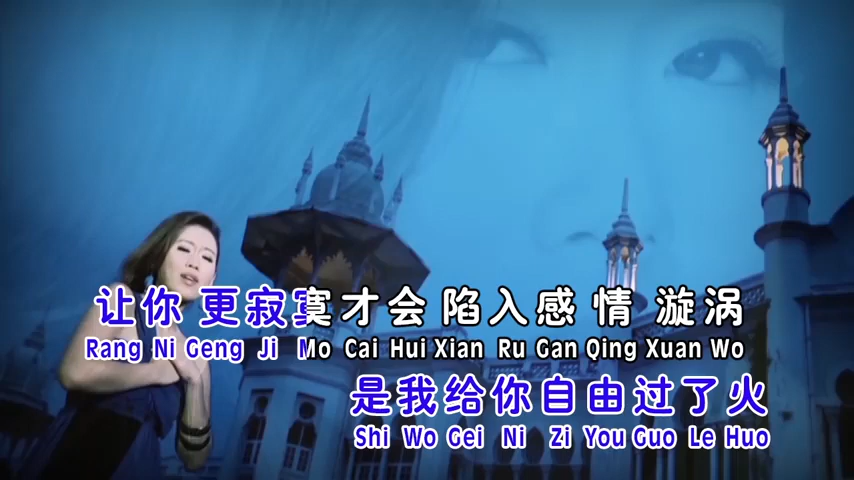 让你 更寂寞才会 陷入感 情 漩涡
Rang Ni Geng Ji Mo Cai Hui Xian Ru Gan Qing Xuan Wo
是我给你自由过了火
Shi Wo Gei Ni Zi You Guo Le Huo